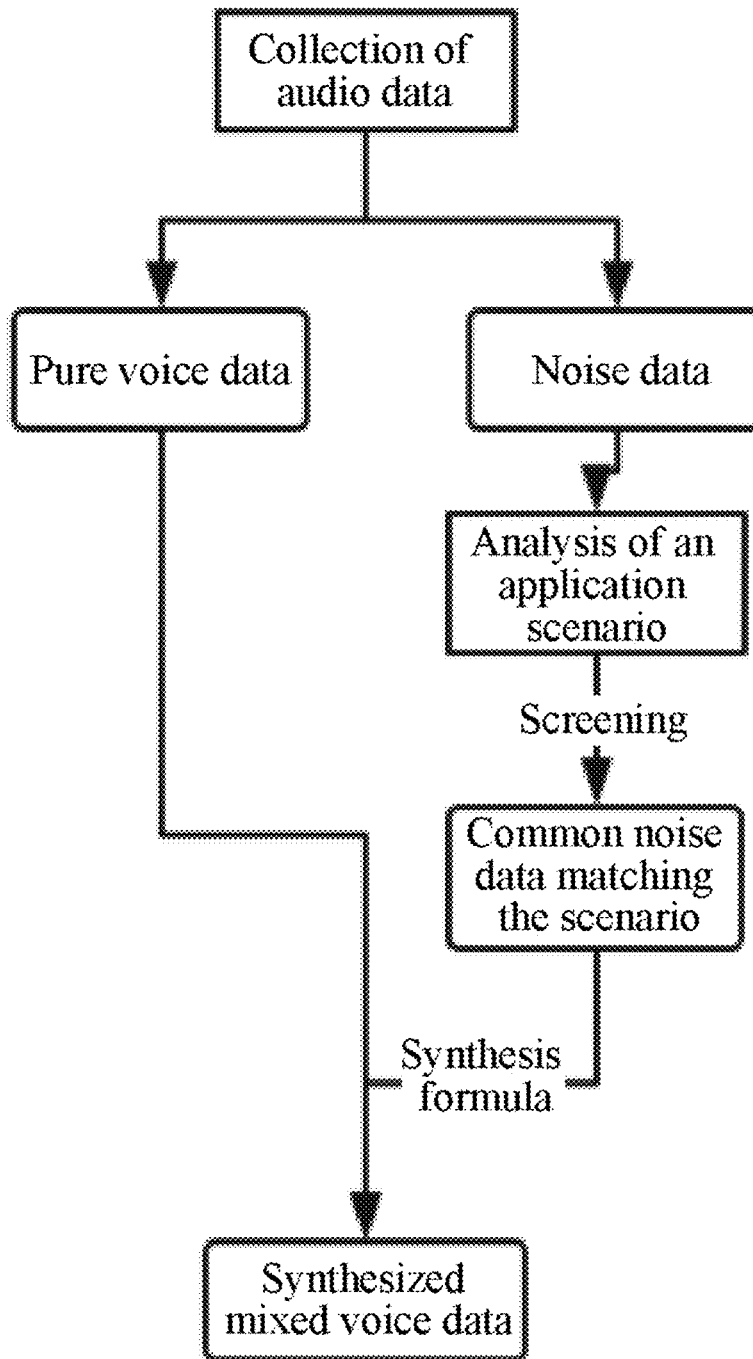 Collection of
audio data
Pure voice data
Noise data
Analysis of an
application
scenario
Screening
Common noise
data matching
the scenario
Synthesis
formula
Synthesized
mixed voice data